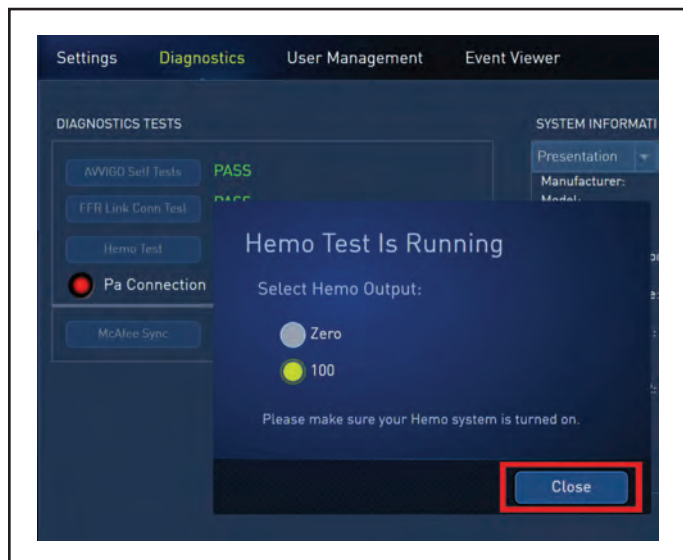 Settings Diagnostics User Management Event Viewer
DIAGNOSTICS TESTS SYSTEM INFORMATI
AVVIGO Self Tests PASS Presentation
Manufacturer:
FFR Link Conn Test PASS Model:
Hemo Test Hemo Test Is Running
Pa Connection Select Hemo Output:
Zero
McAfee Sync
100
Please make sure your Hemo system is turned on.
Close